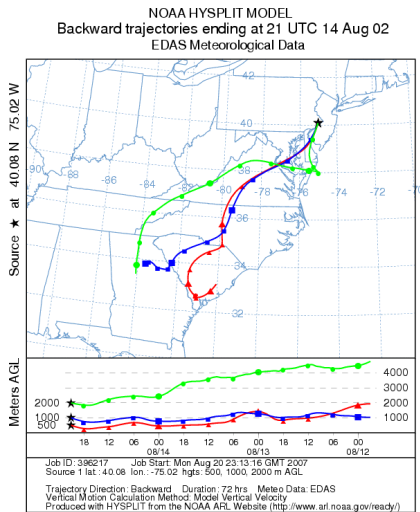 NOAA HYSPLIT MODEL
Backward trajectories ending at 21 UTC 14 Aug 02
EDAS Meteorological Data
Source ★ at 40.08 N 75.02 W
42
40
38
36
34
32
-90
-88
-86
-84
-82
-80
-78
-76
-74
-72
-70
Meters AGL
2000
1000
500
4000
3000
2000
1000
18 12 06 00 18 12 06 00 18 12 06 00
08/14 08/13 08/12
Job ID: 396217 Job Start: Mon Aug 20 23:13:16 GMT 2007
Source 1 lat.: 40.08 lon.: -75.02 hgts: 500, 1000, 2000 m AGL
Trajectory Direction: Backward Duration: 72 hrs Meteo Data: EDAS
Vertical Motion Calculation Method: Model Vertical Velocity
Produced with HYSPLIT from the NOAA ARL Website (http://www.arl.noaa.gov/ready/)